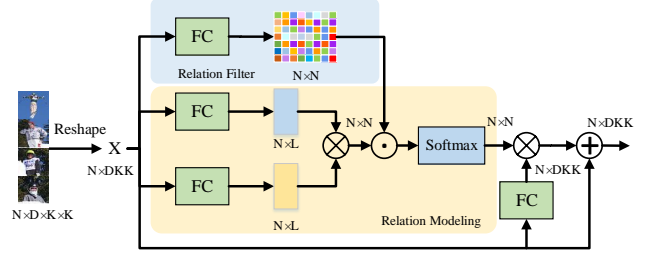 FC
Relation Filter
N×N
Reshape
X
N×DKK
N×D×K×K
FC
N×L
FC
N×L
N×N
Softmax
Relation Modeling
N×N
N×DKK
FC
N×DKK